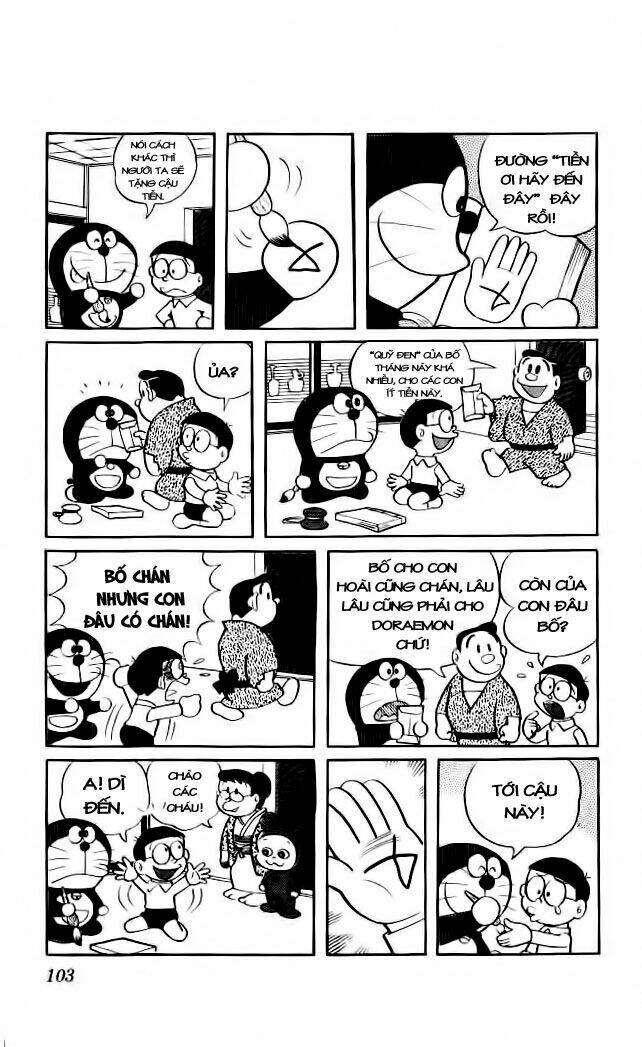 NÓI CÁCH
KHÁC THÌ
NGƯỜI TA SẼ
TẶNG CẬU
TIỀN.
ĐƯỜNG "TIỀN
ƠI HÃY ĐẾN
ĐÂY" ĐÂY
RỒI!
ỦA?
"QUỸ ĐEN" CỦA BỐ
THÁNG NÀY KHÁ
NHIỀU, CHO CÁC CON
ÍT TIỀN NÀY.
BỐ CHÁN
NHƯNG CON
ĐÂU CÓ CHÁN!
BỐ CHO CON
HOÀI CŨNG CHÁN, LÂU
LÂU CŨNG PHẢI CHO
DORAEMON
CHỨ!
CÒN CỦA
CON ĐÂU
BỐ?
A! DÌ
ĐẾN.
CHÀO
CÁC
CHÁU!
TỚI CẬU
NÀY!
103